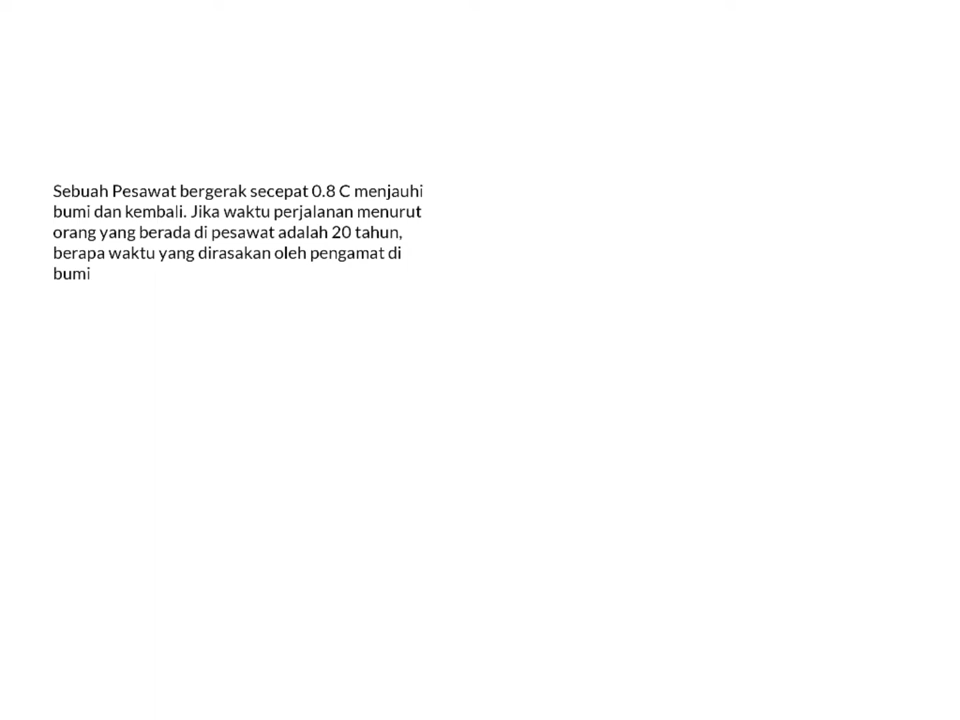 Sebuah Pesawat bergerak secepat 0.8 C menjauhi
bumi dan kembali. Jika waktu perjalanan menurut
orang yang berada di pesawat adalah 20 tahun,
berapa waktu yang dirasakan oleh pengamat di
bumi